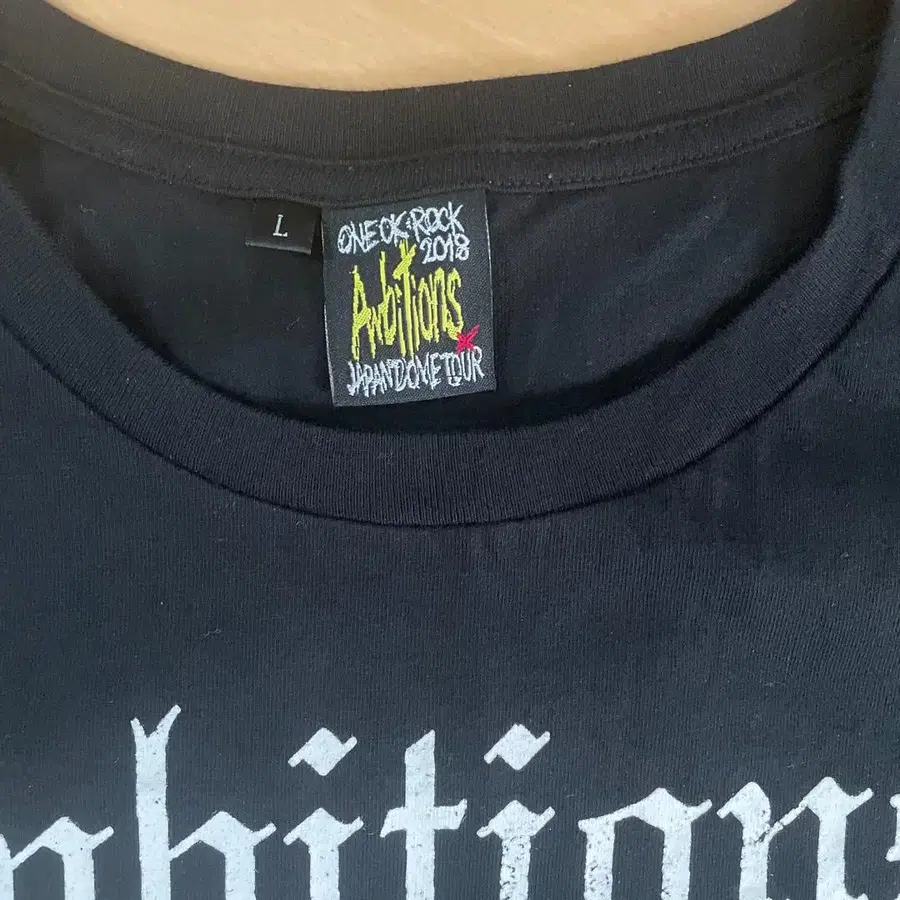 L
ONE OK ROCK
2018
Ambitions
JAPAN DOME TOUR
mbitions